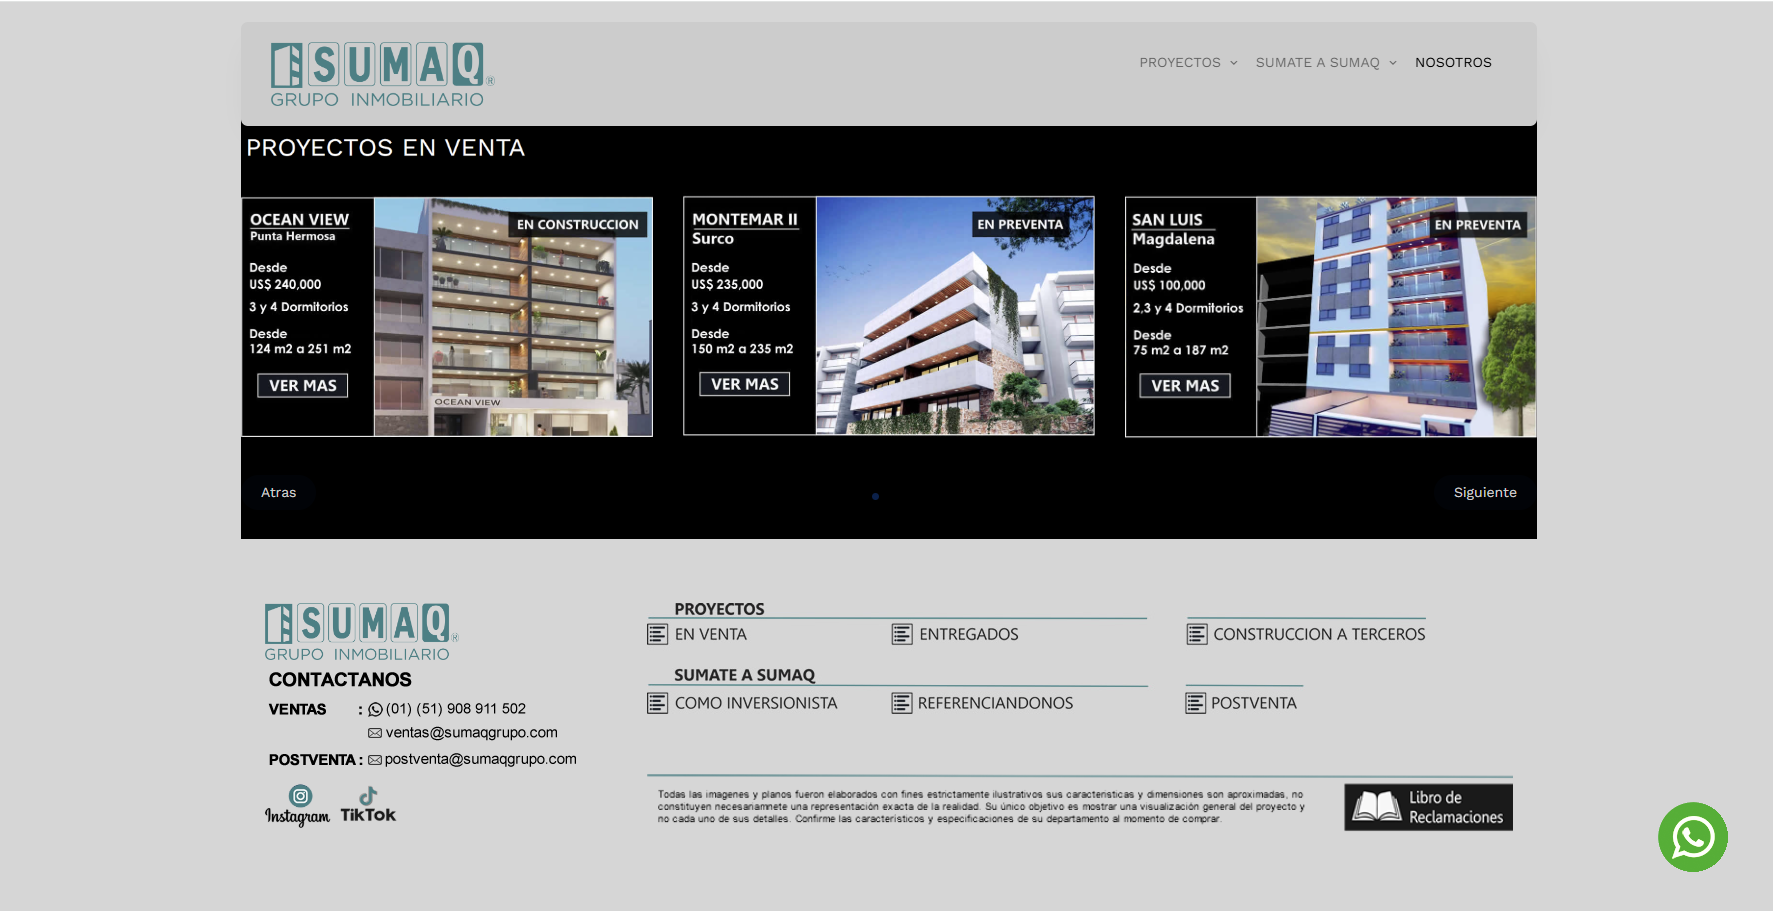 SUMAQ®
GRUPO INMOBILIARIO
PROYECTOS
SUMATE A SUMAQ
NOSOTROS
PROYECTOS EN VENTA
OCEAN VIEW
Punta Hermosa
Desde
US$ 240,000
3 y 4 Dormitorios
Desde
124 m2 a 251 m2
VER MAS
EN CONSTRUCCION
OCEAN VIEW
MONTEMAR II
Surco
Desde
US$ 235,000
3 y 4 Dormitorios
Desde
150 m2 a 235 m2
VER MAS
EN PREVENTA
SAN LUIS
Magdalena
Desde
US$ 100,000
2,3 y 4 Dormitorios
Desde
75 m2 a 187 m2
VER MAS
EN PREVENTA
Atras
Siguiente
SUMAQ®
GRUPO INMOBILIARIO
CONTACTANOS
VENTAS : (01) (51) 908 911 502
ventas@sumaqgrupo.com
POSTVENTA : postventa@sumaqgrupo.com
Instagram
TikTok
PROYECTOS
EN VENTA
ENTREGADOS
CONSTRUCCION A TERCEROS
SUMATE A SUMAQ
COMO INVERSIONISTA
REFERENCIANDONOS
POSTVENTA
Todas las imagenes y planos fueron elaborados con fines estrictamente ilustrativos sus caracteristicas y dimensiones son aproximadas, no
constituyen necesariamnete una representación exacta de la realidad. Su único objetivo es mostrar una visualización general del proyecto y
no cada uno de sus detalles. Confirme las característicos y especificaciones de su departamento al momento de comprar.
Libro de
Reclamaciones